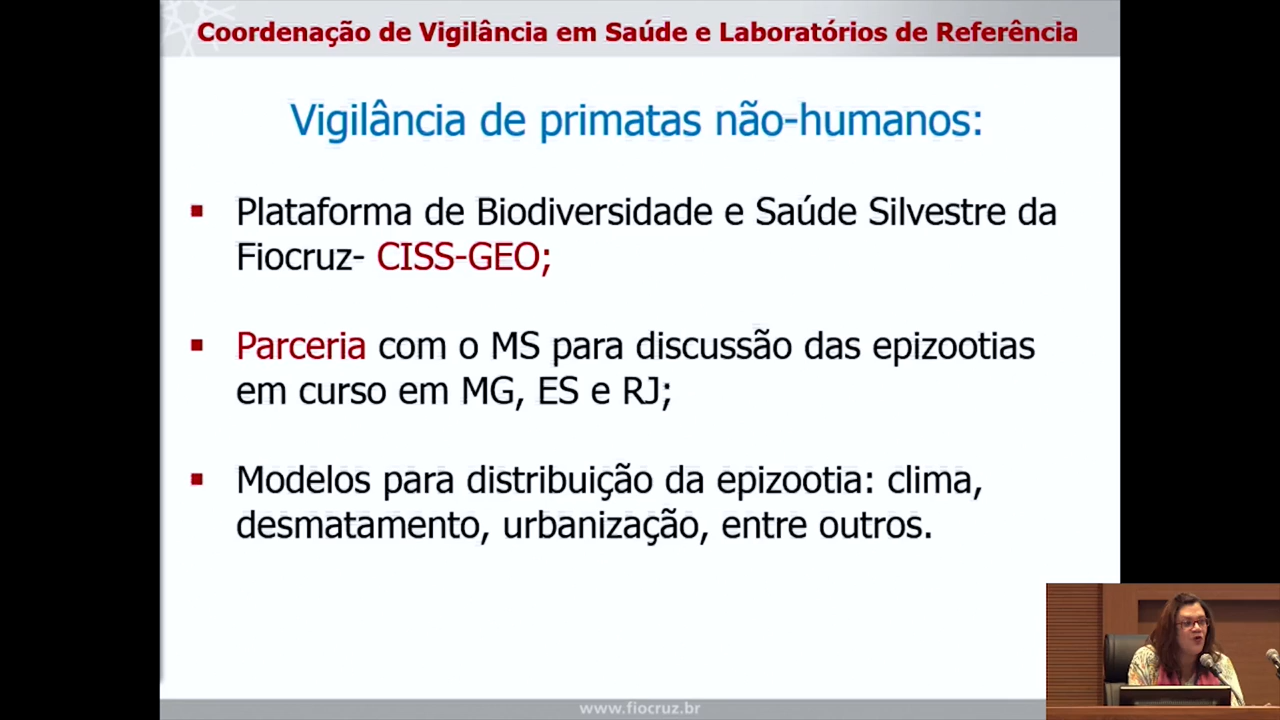 Coordenação de Vigilância em Saúde e Laboratórios de Referência
Vigilância de primatas não-humanos:
Plataforma de Biodiversidade e Saúde Silvestre da
Fiocruz- CISS-GEO;
Parceria com o MS para discussão das epizootias
em curso em MG, ES e RJ;
Modelos para distribuição da epizootia: clima,
desmatamento, urbanização, entre outros.
www.fiocruz.br